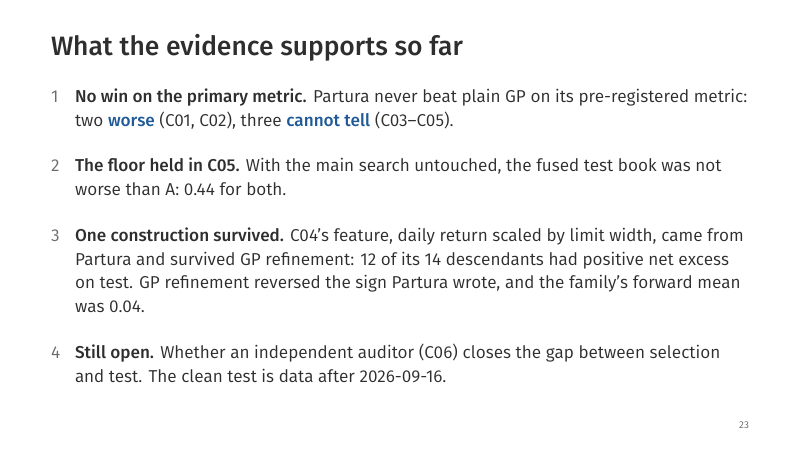 What the evidence supports so far
1 No win on the primary metric. Partura never beat plain GP on its pre-registered metric:
two worse (C01, C02), three cannot tell (C03–C05).
2 The floor held in C05. With the main search untouched, the fused test book was not
worse than A: 0.44 for both.
3 One construction survived. C04’s feature, daily return scaled by limit width, came from
Partura and survived GP refinement: 12 of its 14 descendants had positive net excess
on test. GP refinement reversed the sign Partura wrote, and the family’s forward mean
was 0.04.
4 Still open. Whether an independent auditor (C06) closes the gap between selection
and test. The clean test is data after 2026-09-16.
23